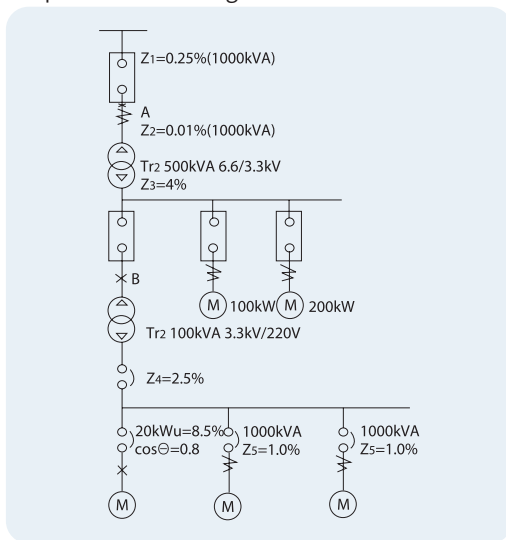 Z1=0.25%(1000kVA)
A
Z2=0.01%(1000kVA)
Tr2 500kVA 6.6/3.3kV
Z3=4%
B
M 100kW M 200kW
Tr2 100kVA 3.3kV/220V
Z4=2.5%
20kWu=8.5% 1000kVA 1000kVA
cosΘ=0.8 Z5=1.0% Z5=1.0%
M M M